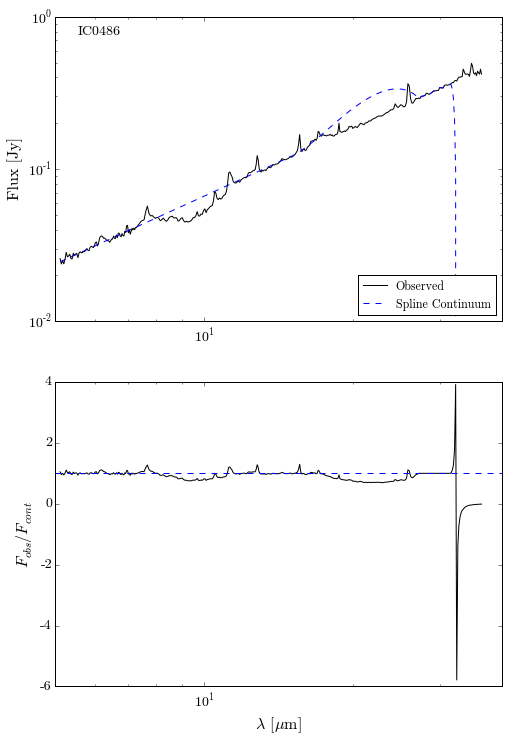 IC0486
10^0
10^-1
10^-2
Flux [Jy]
Observed
Spline Continuum
10^1
4
2
0
-2
-4
-6
F_obs/F_cont
10^1
λ [μm]